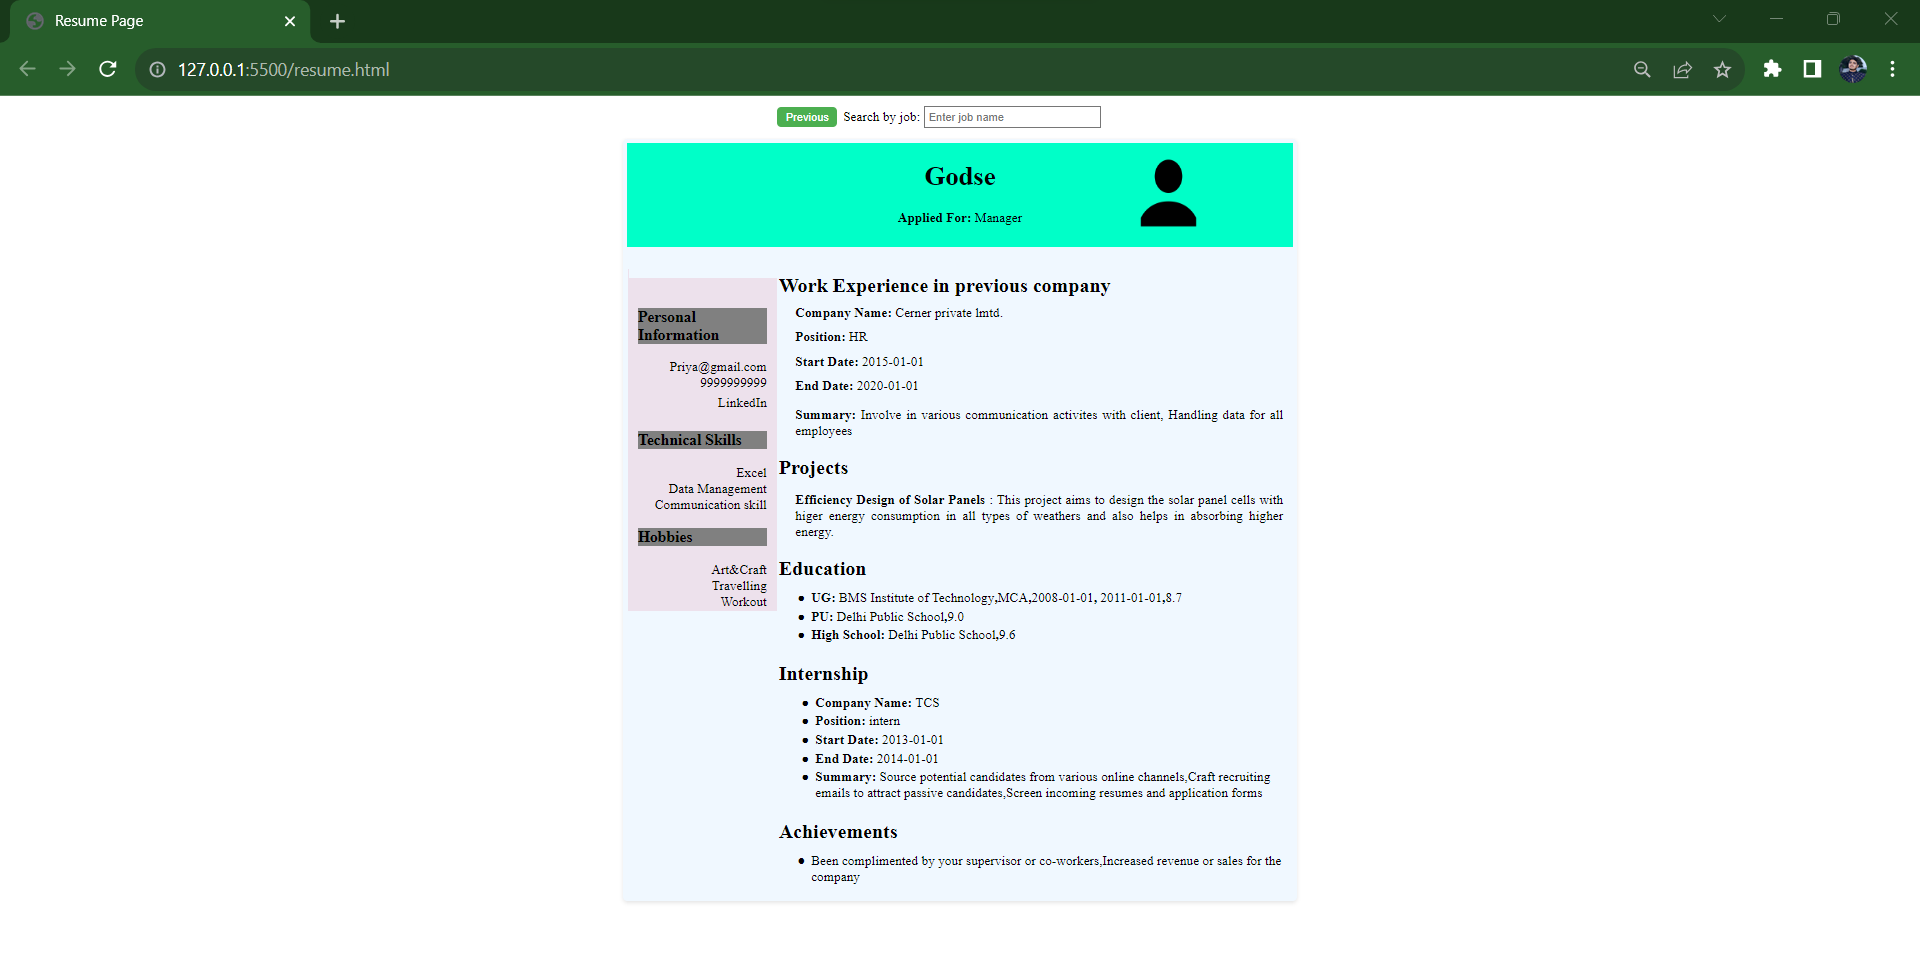 Resume Page
127.0.0.1:5500/resume.html
Previous Search by job: Enter job name
Godse
Applied For: Manager
Personal
Information
Priya@gmail.com
9999999999
LinkedIn
Technical Skills
Excel
Data Management
Communication skill
Hobbies
Art&Craft
Travelling
Workout
Work Experience in previous company
Company Name: Cerner private lmtd.
Position: HR
Start Date: 2015-01-01
End Date: 2020-01-01
Summary: Involve in various communication activites with client, Handling data for all
employees
Projects
Efficiency Design of Solar Panels : This project aims to design the solar panel cells with
higer energy consumption in all types of weathers and also helps in absorbing higher
energy.
Education
• UG: BMS Institute of Technology,MCA,2008-01-01, 2011-01-01,8.7
• PU: Delhi Public School,9.0
• High School: Delhi Public School,9.6
Internship
• Company Name: TCS
• Position: intern
• Start Date: 2013-01-01
• End Date: 2014-01-01
• Summary: Source potential candidates from various online channels,Craft recruiting
emails to attract passive candidates,Screen incoming resumes and application forms
Achievements
• Been complimented by your supervisor or co-workers,Increased revenue or sales for the
company